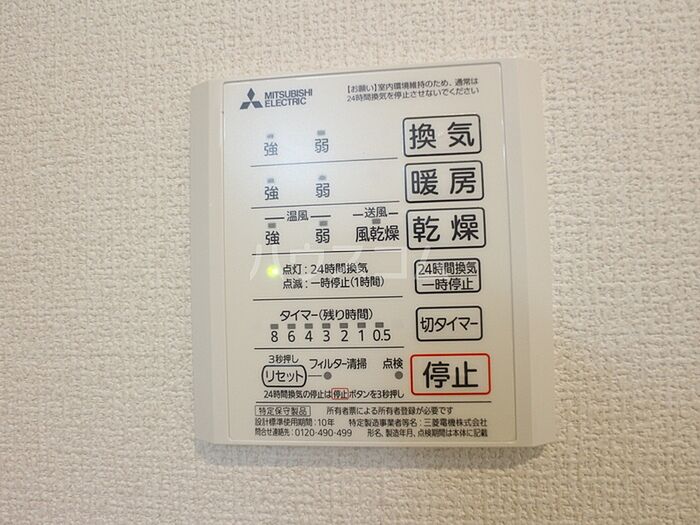 MITSUBISHI
ELECTRIC
【お願い】室内環境維持のため、通常は
24時間換気を停止させないでください
強 弱 換気
強 弱 暖房
温風 送風
強 弱 風乾燥 乾燥
点灯:24時間換気
点滅:一時停止(1時間)
24時間換気
一時停止
タイマー(残り時間)
8 6 4 3 2 1 0.5
切タイマー
3秒押し
リセット フィルター清掃 点検
停止
24時間換気の停止は停止ボタンを3秒押し
特定保守製品 所有者票による所有者登録が必要です
設計標準使用期間:10年 特定製造事業者等名:三菱電機株式会社
問合せ連絡先:0120-490-499 形名、製造年月、点検期間は本体に記載
ハウスコム